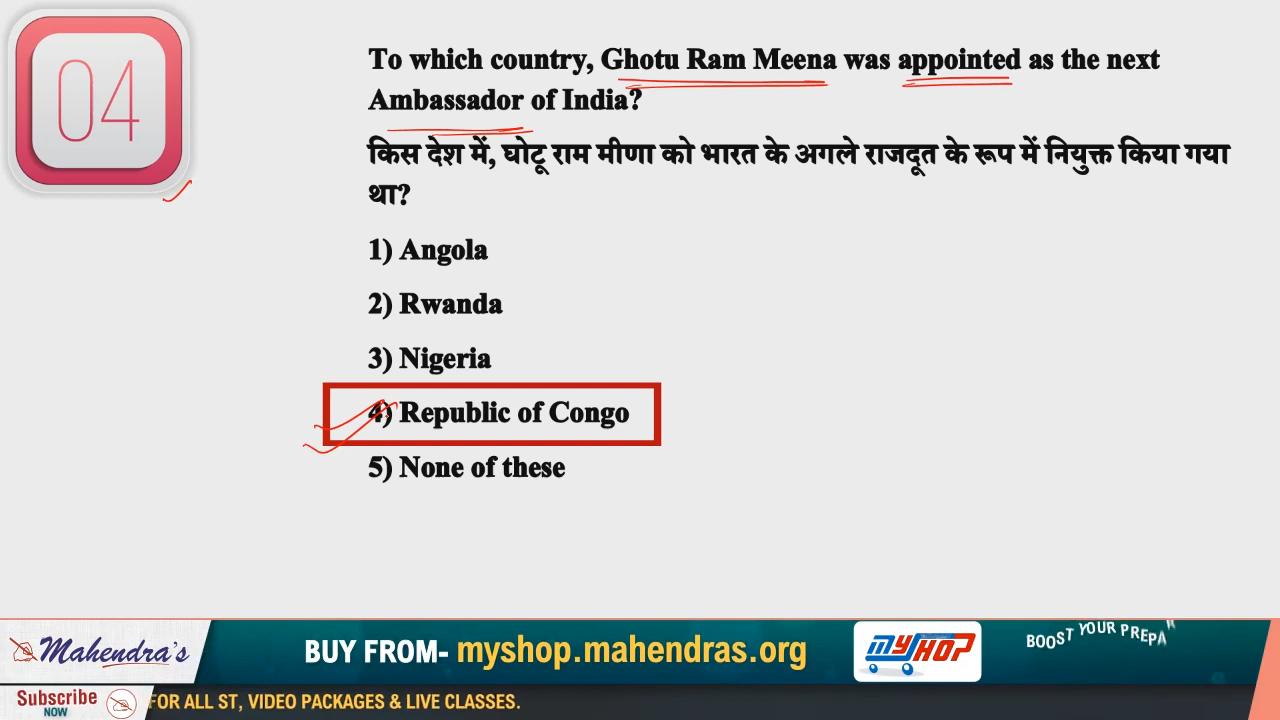 04
To which country, Ghotu Ram Meena was appointed as the next
Ambassador of India?
किस देश में, घोटू राम मीणा को भारत के अगले राजदूत के रूप में नियुक्त किया गया
था?
1) Angola
2) Rwanda
3) Nigeria
4) Republic of Congo
5) None of these
Mahendra's
BUY FROM- myshop.mahendras.org
MY SHOP
BOOST YOUR PREPA
Subscribe
NOW
FOR ALL ST, VIDEO PACKAGES & LIVE CLASSES.